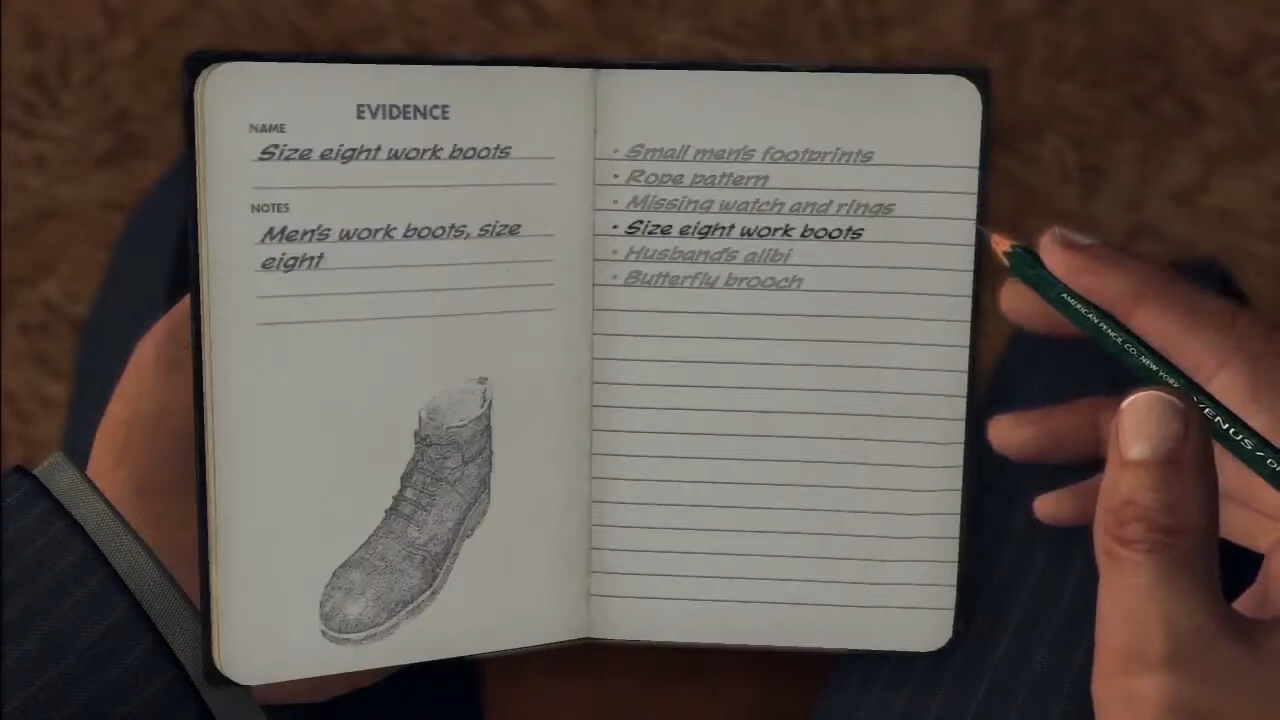 EVIDENCE
NAME
Size eight work boots
NOTES
Men's work boots, size
eight
• Small men's footprints
• Rope pattern
• Missing watch and rings
• Size eight work boots
• Husband's alibi
• Butterfly brooch
AMERICAN PENCIL CO. NEW YORK
VENUS